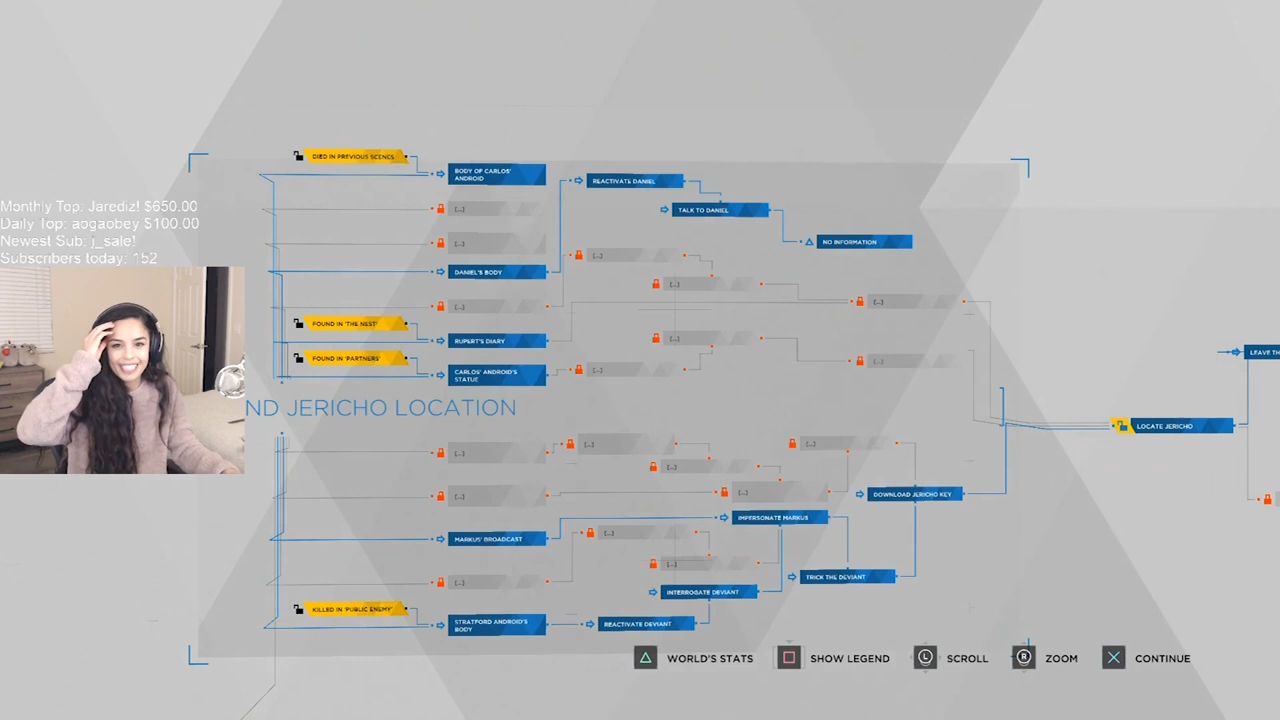 DIED IN PREVIOUS SCENES
BODY OF CARLOS'
ANDROID
REACTIVATE DANIEL
[...]
TALK TO DANIEL
Monthly Top: Jarediz! $650.00
Daily Top: aogaobey $100.00
Newest Sub: j_sale!
Subscribers today: 152
[...]
NO INFORMATION
[...]
DANIEL'S BODY
[...]
[...]
[...]
FOUND IN 'THE NEST'
RUPERT'S DIARY
[...]
LEAVE TH
FOUND IN 'PARTNERS'
CARLOS' ANDROID'S
STATUE
[...]
[...]
ND JERICHO LOCATION
LOCATE JERICHO
[...]
[...]
[...]
[...]
[...]
[...]
DOWNLOAD JERICHO KEY
[...]
IMPERSONATE MARKUS
MARKUS' BROADCAST
[...]
[...]
[...]
TRICK THE DEVIANT
INTERROGATE DEVIANT
KILLED IN 'PUBLIC ENEMY'
STRATFORD ANDROID'S
BODY
REACTIVATE DEVIANT
WORLD'S STATS
SHOW LEGEND
L
SCROLL
R
ZOOM
CONTINUE